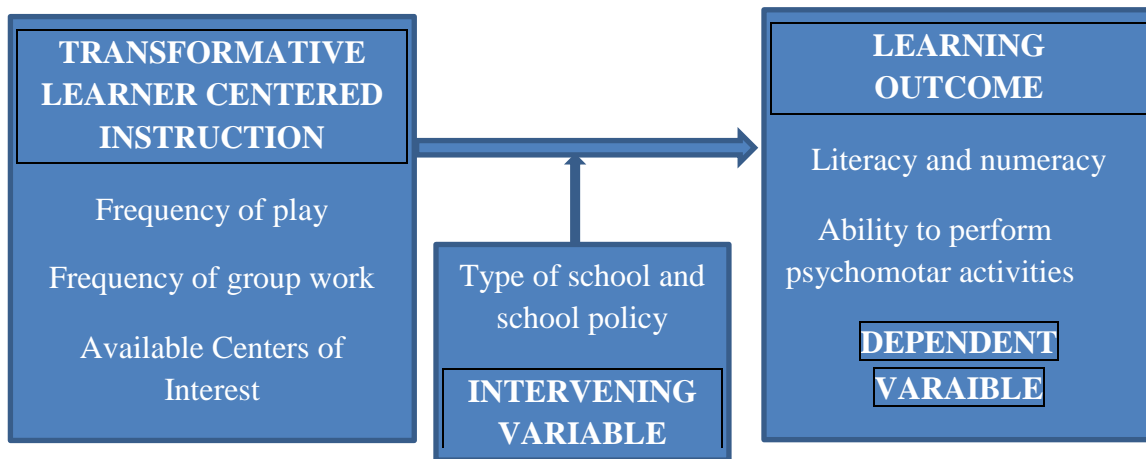 TRANSFORMATIVE
LEARNER CENTERED
INSTRUCTION
Frequency of play
Frequency of group work
Available Centers of
Interest
Type of school and
school policy
INTERVENING
VARIABLE
LEARNING
OUTCOME
Literacy and numeracy
Ability to perform
psychomotar activities
DEPENDENT
VARAIBLE